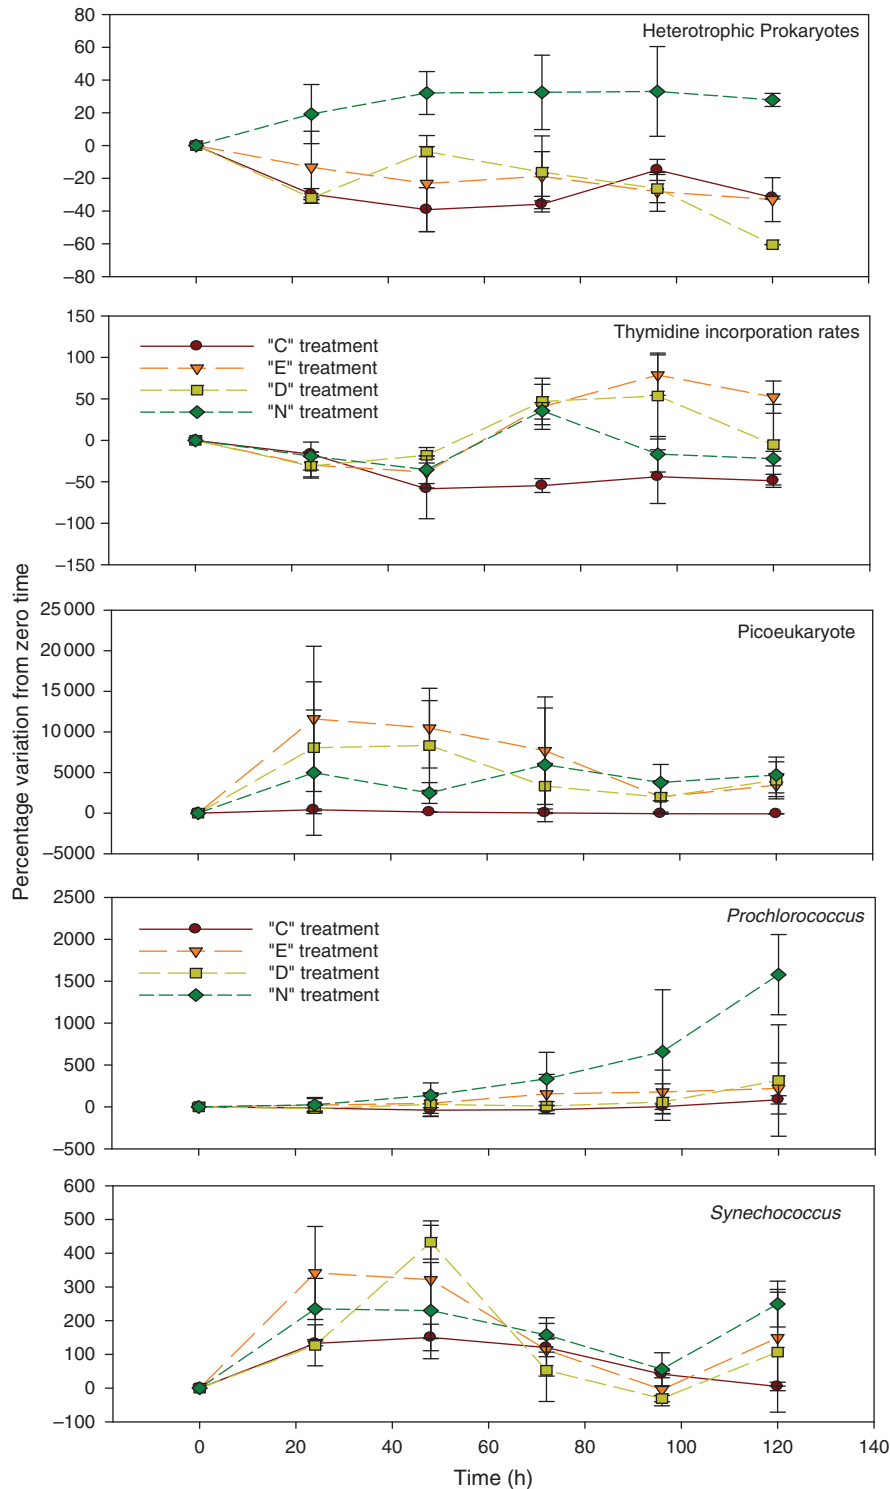 80
Heterotrophic Prokaryotes
60
40
20
0
–20
–40
–60
–80
150
Thymidine incorporation rates
"C" treatment
100
"E" treatment
"D" treatment
50
"N" treatment
0
–50
–100
–150
Percentage variation from zero time
25 000
Picoeukaryote
20 000
15 000
10 000
5000
0
–5000
2500
Prochlorococcus
"C" treatment
2000
"E" treatment
"D" treatment
1500
"N" treatment
1000
500
0
–500
600
Synechococcus
500
400
300
200
100
0
–100
0 20 40 60 80 100 120 140
Time (h)